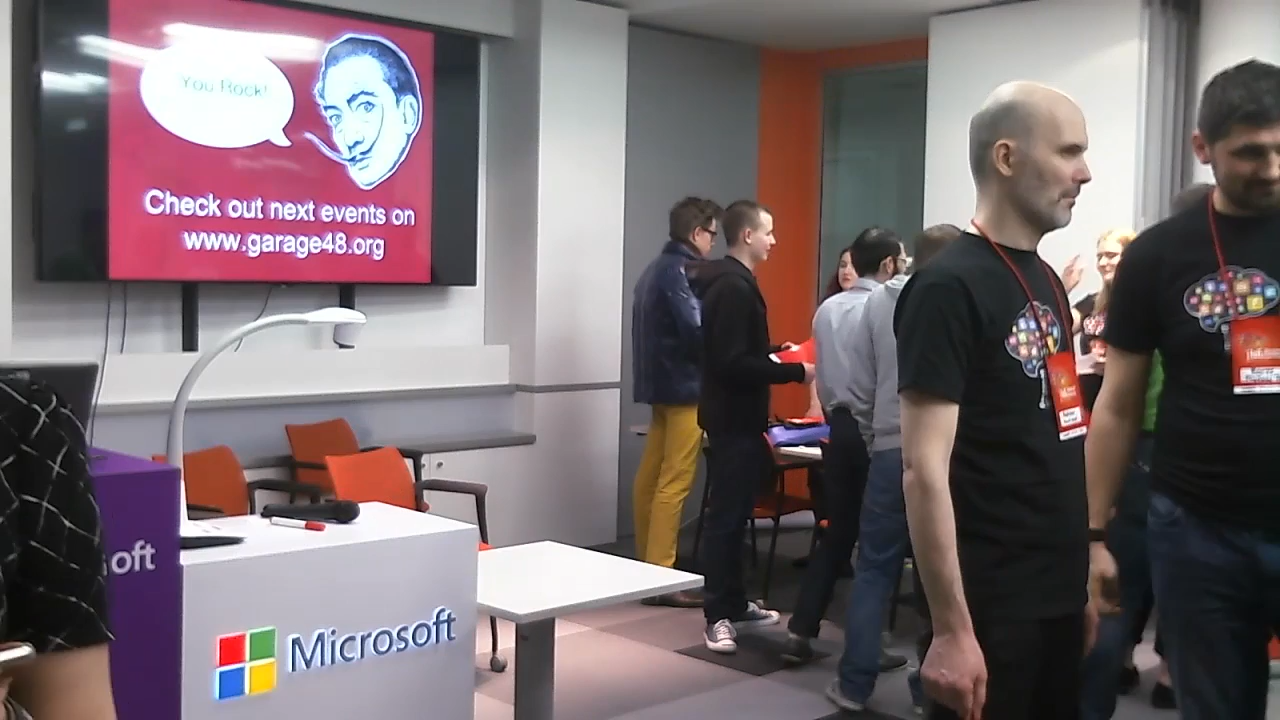 You Rock!
Check out next events on
www.garage48.org
oft
Microsoft